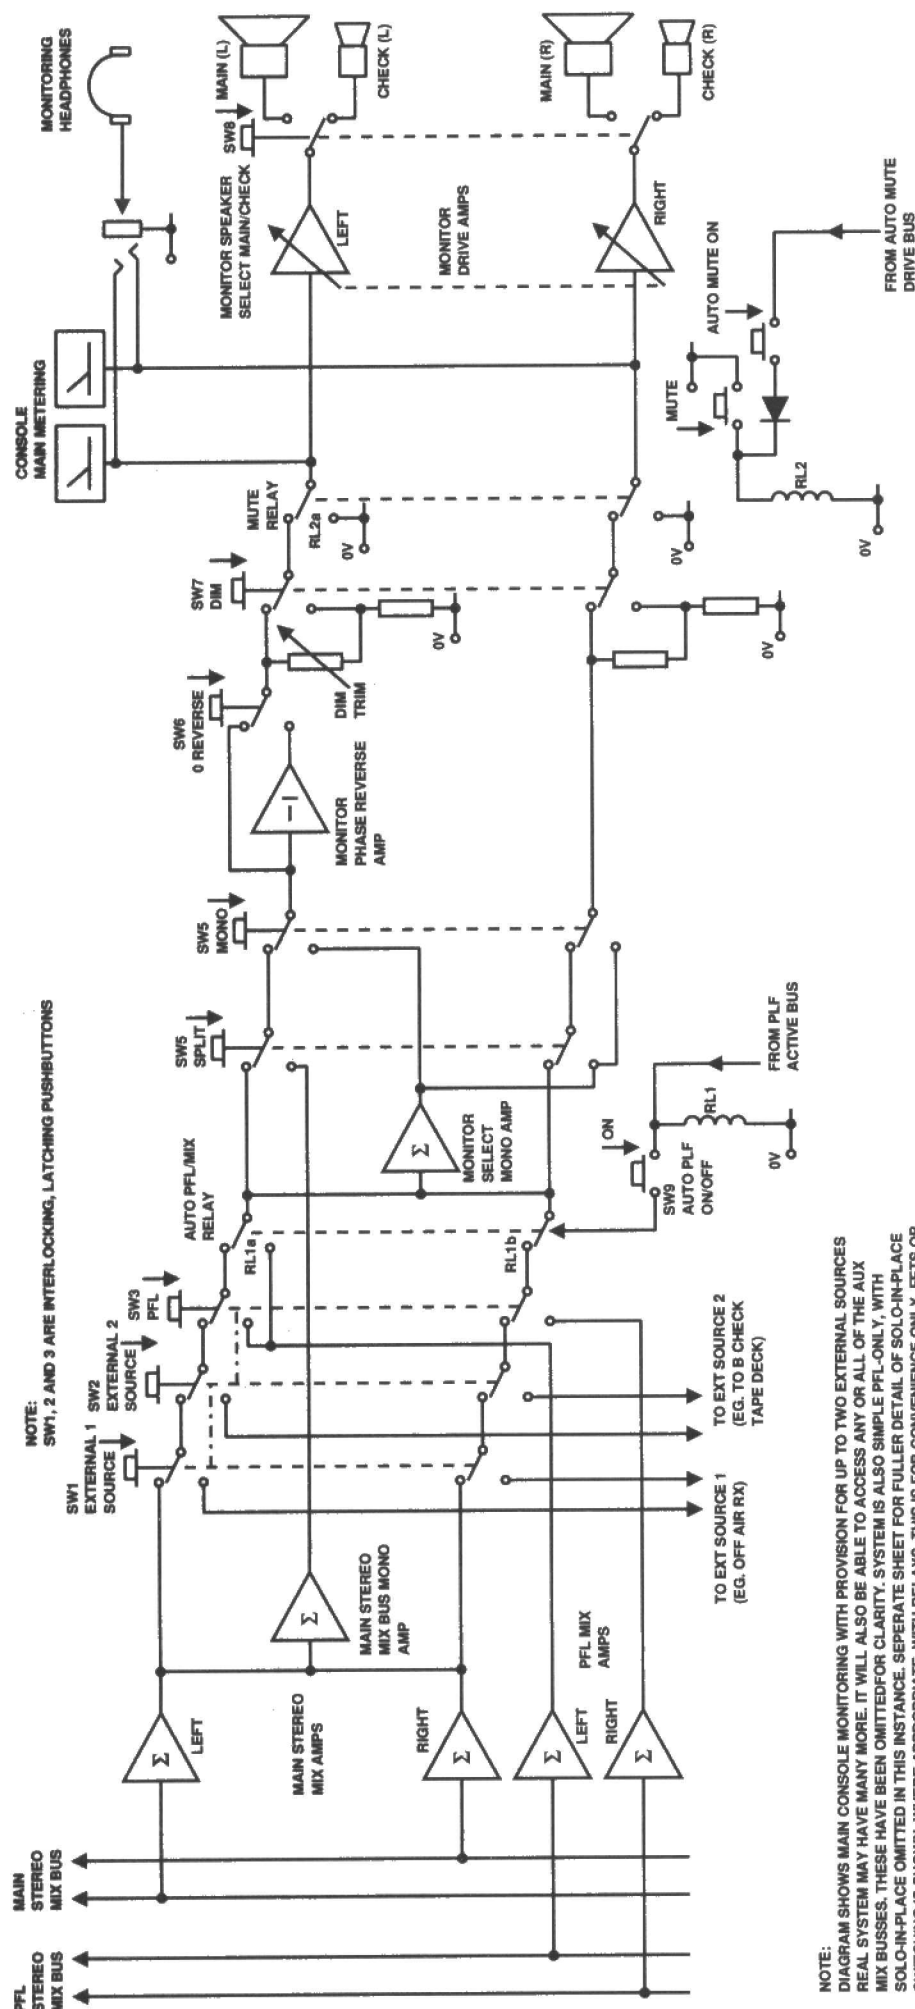 PFL
STEREO
MIX BUS
MAIN
STEREO
MIX BUS
NOTE:
SW1, 2 AND 3 ARE INTERLOCKING, LATCHING PUSHBUTTONS
Σ
LEFT
MAIN STEREO
MIX AMPS
RIGHT
Σ
Σ
LEFT
PFL MIX
AMPS
RIGHT
Σ
Σ
MAIN STEREO
MIX BUS MONO
AMP
SW1
EXTERNAL 1
SOURCE
SW2
EXTERNAL 2
SOURCE
SW3
PFL
AUTO PFL/MIX
RELAY
RL1a
RL1b
TO EXT SOURCE 1
(EG. OFF AIR RX)
TO EXT SOURCE 2
(EG. TO B CHECK
TAPE DECK)
Σ
MONITOR
SELECT
MONO AMP
SW9
AUTO PLF
ON/OFF
ON
RL1
0V
FROM PLF
ACTIVE BUS
SW5
SPLIT
SW5
MONO
–1
MONITOR
PHASE REVERSE
AMP
SW6
0 REVERSE
DIM
TRIM
SW7
DIM
0V
0V
MUTE
RELAY
RL2a
0V
0V
CONSOLE
MAIN METERING
MONITORING
HEADPHONES
MONITOR SPEAKER
SELECT MAIN/CHECK
SW8
LEFT
MONITOR
DRIVE AMPS
RIGHT
MAIN (L)
CHECK (L)
MAIN (R)
CHECK (R)
MUTE
AUTO MUTE ON
RL2
0V
FROM AUTO MUTE
DRIVE BUS
NOTE:
DIAGRAM SHOWS MAIN CONSOLE MONITORING WITH PROVISION FOR UP TO TWO EXTERNAL SOURCES
REAL SYSTEM MAY HAVE MANY MORE. IT WILL ALSO BE ABLE TO ACCESS ANY OR ALL OF THE AUX
MIX BUSSES. THESE HAVE BEEN OMITTEDFOR CLARITY. SYSTEM IS ALSO SIMPLE PFL-ONLY, WITH
SOLO-IN-PLACE OMITTED IN THIS INSTANCE. SEPERATE SHEET FOR FULLER DETAIL OF SOLO-IN-PLACE